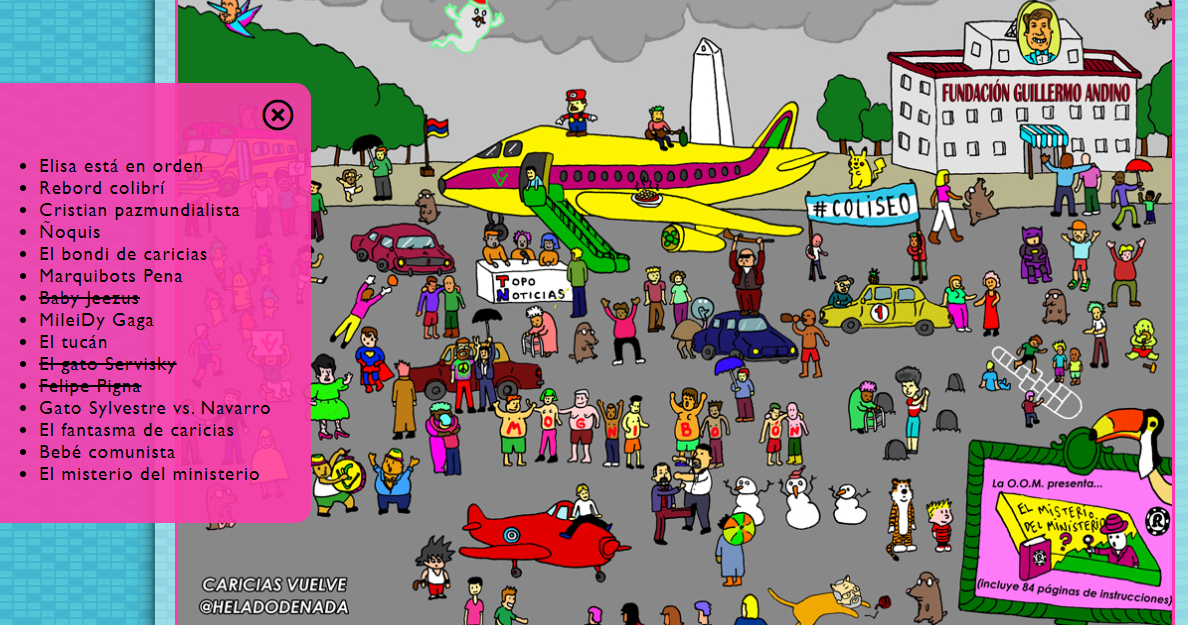 FUNDACIÓN GUILLERMO ANDINO
Elisa está en orden
Rebord colibrí
Cristian pazmundialista
Ñoquis
El bondi de caricias
Marquibots Pena
Baby Jeezus
MileiDy Gaga
El tucán
El gato Servisky
Felipe Pigna
Gato Sylvestre vs. Navarro
El fantasma de caricias
Bebé comunista
El misterio del ministerio
#COLISEO
TOPO
NOTICIAS
1
MOGNIBOÓN
La O.O.M. presenta...
EL MISTERIO
DEL MINISTERIO
?
R
(incluye 84 páginas de instrucciones)
CARICIAS VUELVE
@HELADODENADA